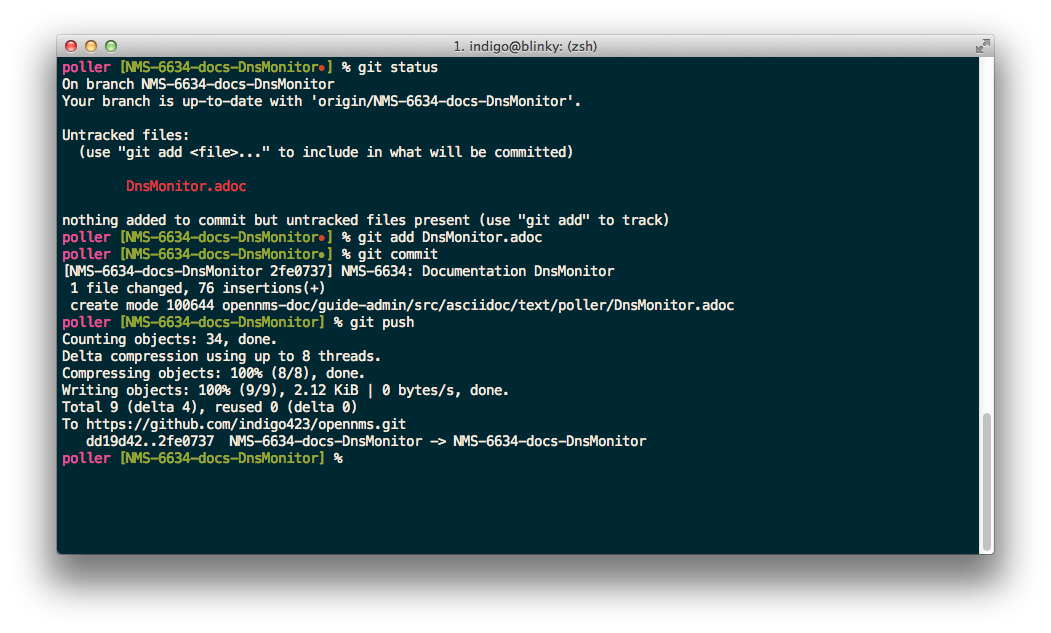 1. indigo@blinky: (zsh)
poller [NMS-6634-docs-DnsMonitor•] % git status
On branch NMS-6634-docs-DnsMonitor
Your branch is up-to-date with 'origin/NMS-6634-docs-DnsMonitor'.
Untracked files:
  (use "git add <file>..." to include in what will be committed)
        DnsMonitor.adoc
nothing added to commit but untracked files present (use "git add" to track)
poller [NMS-6634-docs-DnsMonitor•] % git add DnsMonitor.adoc
poller [NMS-6634-docs-DnsMonitor•] % git commit
[NMS-6634-docs-DnsMonitor 2fe0737] NMS-6634: Documentation DnsMonitor
 1 file changed, 76 insertions(+)
 create mode 100644 opennms-doc/guide-admin/src/asciidoc/text/poller/DnsMonitor.adoc
poller [NMS-6634-docs-DnsMonitor] % git push
Counting objects: 34, done.
Delta compression using up to 8 threads.
Compressing objects: 100% (8/8), done.
Writing objects: 100% (9/9), 2.12 KiB | 0 bytes/s, done.
Total 9 (delta 4), reused 0 (delta 0)
To https://github.com/indigo423/opennms.git
   dd19d42..2fe0737  NMS-6634-docs-DnsMonitor -> NMS-6634-docs-DnsMonitor
poller [NMS-6634-docs-DnsMonitor] %